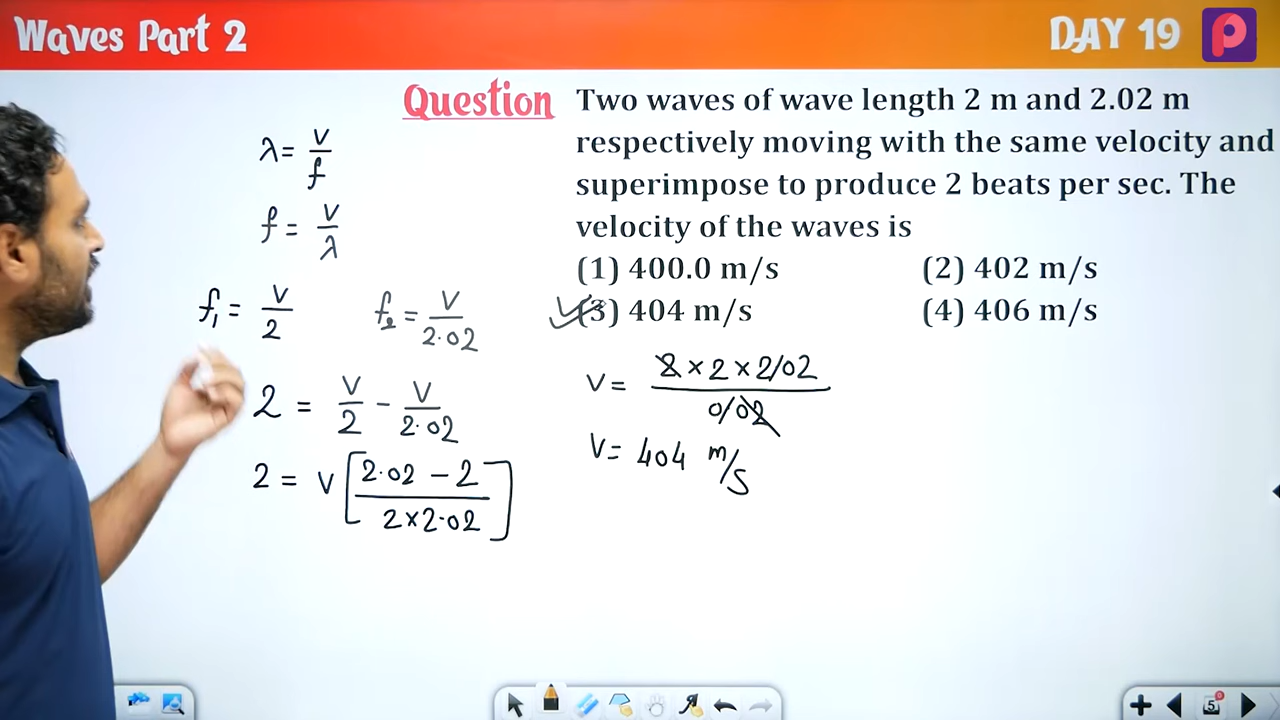 Waves Part 2
DAY 19
Question
Two waves of wave length 2 m and 2.02 m
respectively moving with the same velocity and
superimpose to produce 2 beats per sec. The
velocity of the waves is
(1) 400.0 m/s
(2) 402 m/s
(3) 404 m/s
(4) 406 m/s
λ = v/f
f = v/λ
f₁ = v/2
f₂ = v/2·02
2 = v/2 - v/2·02
2 = v [2·02 - 2 / 2×2·02]
v = 2 × 2 × 2/02 / 0/02
v = 404 m/s
5